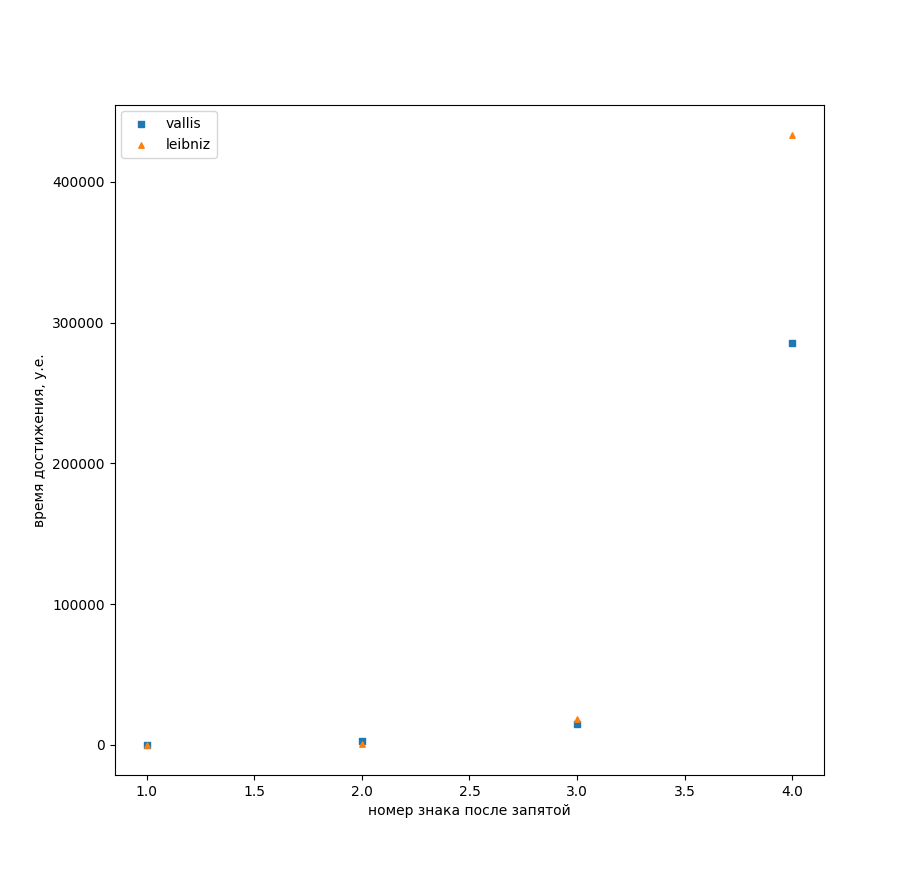 vallis
leibniz
400000
300000
200000
100000
0
время достижения, у.е.
1.0 1.5 2.0 2.5 3.0 3.5 4.0
номер знака после запятой